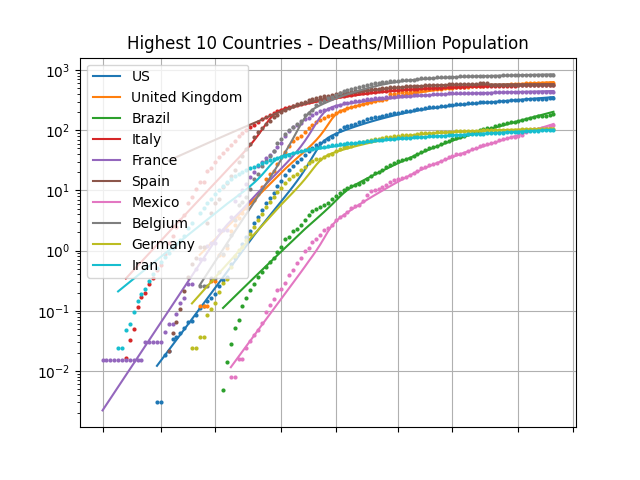 Highest 10 Countries - Deaths/Million Population
10³
10²
10¹
10⁰
10⁻¹
10⁻²
US
United Kingdom
Brazil
Italy
France
Spain
Mexico
Belgium
Germany
Iran